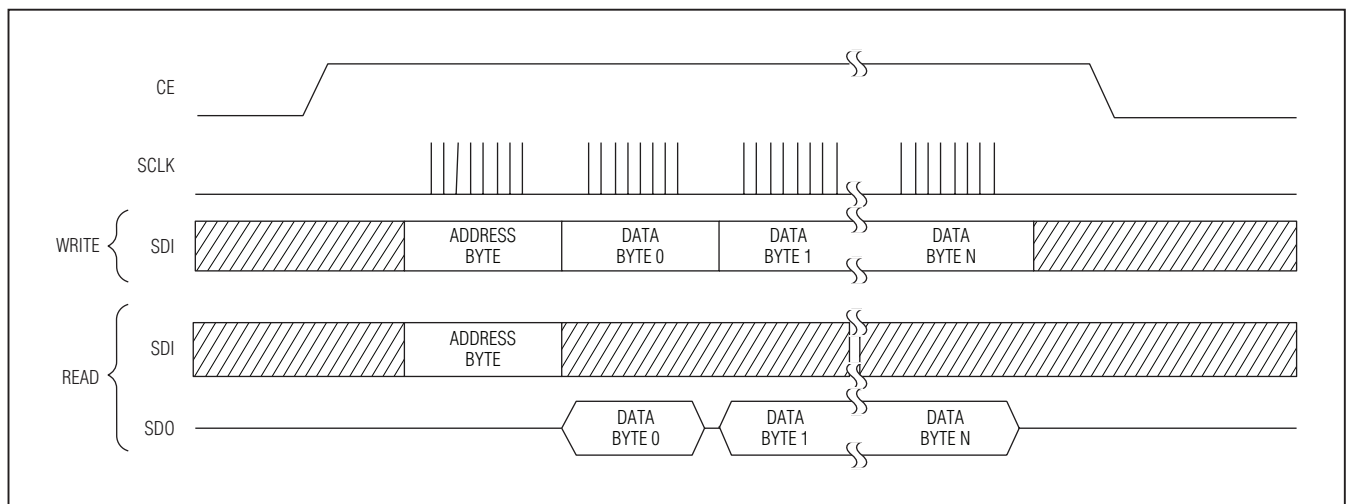 CE
SCLK
WRITE
SDI
ADDRESS
BYTE
DATA
BYTE 0
DATA
BYTE 1
DATA
BYTE N
READ
SDI
ADDRESS
BYTE
SDO
DATA
BYTE 0
DATA
BYTE 1
DATA
BYTE N